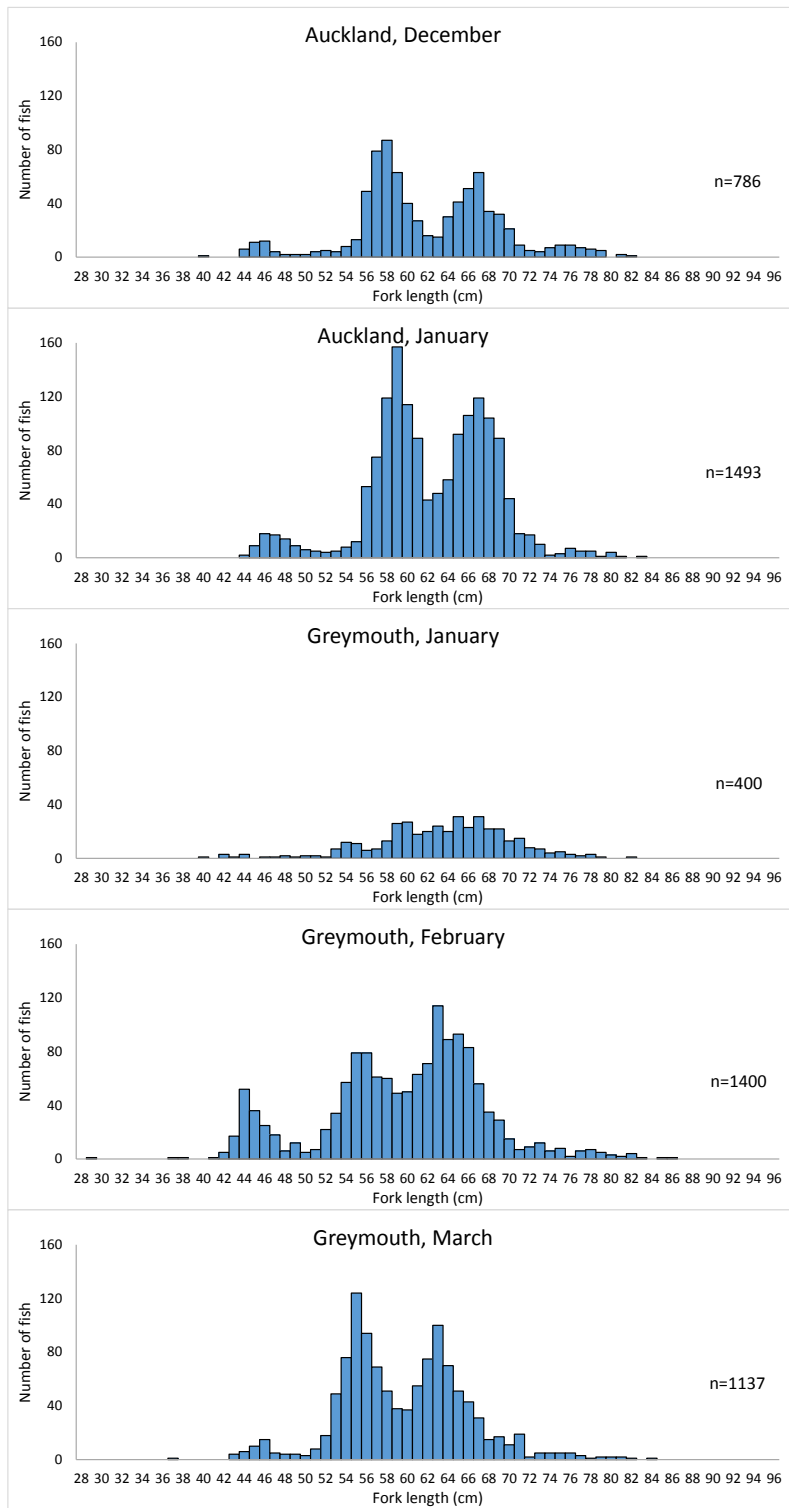 Auckland, December
160
120
80
40
0
Number of fish
n=786
28 30 32 34 36 38 40 42 44 46 48 50 52 54 56 58 60 62 64 66 68 70 72 74 76 78 80 82 84 86 88 90 92 94 96
Fork length (cm)
Auckland, January
160
120
80
40
0
Number of fish
n=1493
28 30 32 34 36 38 40 42 44 46 48 50 52 54 56 58 60 62 64 66 68 70 72 74 76 78 80 82 84 86 88 90 92 94 96
Fork length (cm)
Greymouth, January
160
120
80
40
0
Number of fish
n=400
28 30 32 34 36 38 40 42 44 46 48 50 52 54 56 58 60 62 64 66 68 70 72 74 76 78 80 82 84 86 88 90 92 94 96
Fork length (cm)
Greymouth, February
160
120
80
40
0
Number of fish
n=1400
28 30 32 34 36 38 40 42 44 46 48 50 52 54 56 58 60 62 64 66 68 70 72 74 76 78 80 82 84 86 88 90 92 94 96
Fork length (cm)
Greymouth, March
160
120
80
40
0
Number of fish
n=1137
28 30 32 34 36 38 40 42 44 46 48 50 52 54 56 58 60 62 64 66 68 70 72 74 76 78 80 82 84 86 88 90 92 94 96
Fork length (cm)